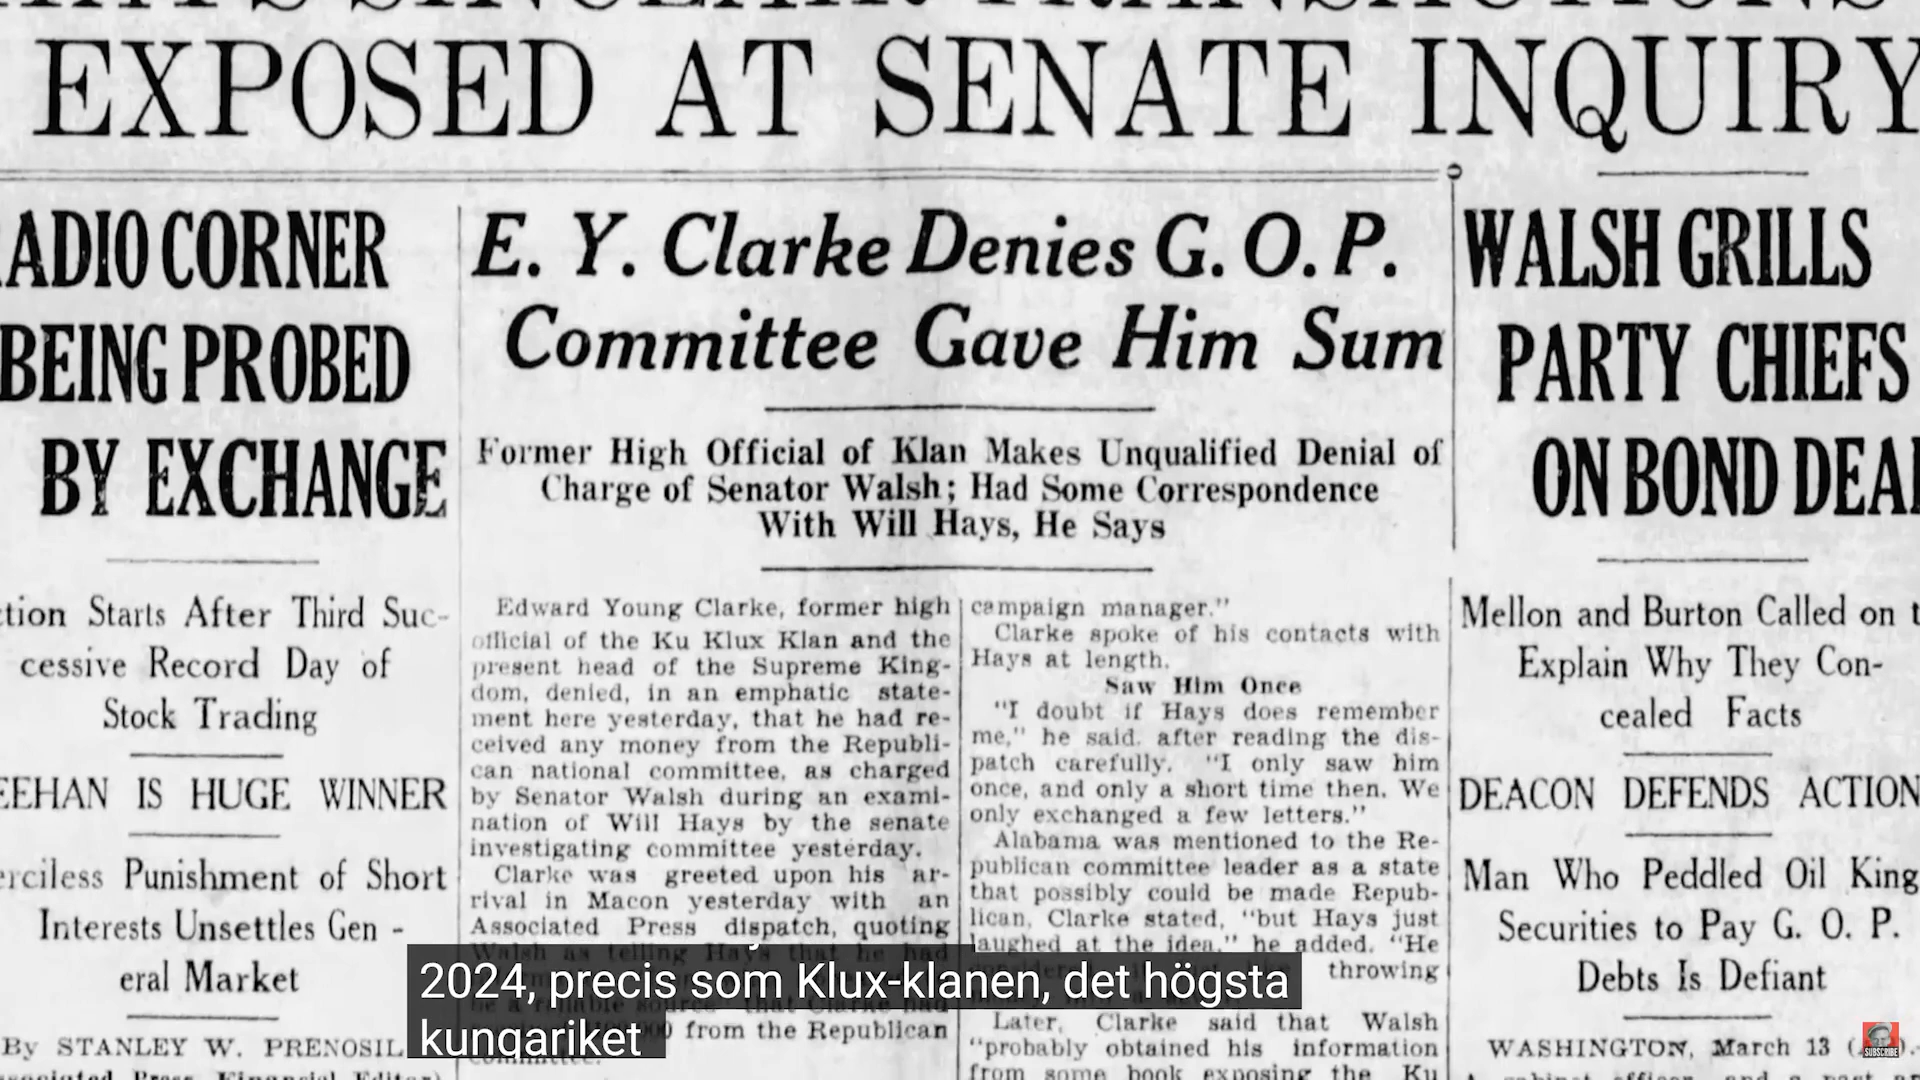 EXPOSED AT SENATE INQUIRY
RADIO CORNER
BEING PROBED
BY EXCHANGE
Starts After Third Suc-
cessive Record Day of
Stock Trading
IS HUGE WINNER
Punishment of Short
Interests Unsettles Gen -
eral Market
By STANLEY W. PRENOSIL
E. Y. Clarke Denies G. O. P.
Committee Gave Him Sum
Former High Official of Klan Makes Unqualified Denial of
Charge of Senator Walsh; Had Some Correspondence
With Will Hays, He Says
Edward Young Clarke, former high
official of the Ku Klux Klan and the
present head of the Supreme King-
dom, denied, in an emphatic state-
ment here yesterday, that he had re-
ceived any money from the Republi-
can national committee, as charged
by Senator Walsh during an exami-
nation of Will Hays by the senate
investigating committee yesterday.
Clarke was greeted upon his ar-
rival in Macon yesterday with an
Associated Press dispatch, quoting
Walsh as telling Hays that he had
from the Republican
campaign manager."
Clarke spoke of his contacts with
Hays at length.
Saw Him Once
"I doubt if Hays does remember
me," he said. after reading the dis-
patch carefully. "I only saw him
once, and only a short time then. We
only exchanged a few letters."
Alabama was mentioned to the Re-
publican committee leader as a state
that possibly could be made Repub-
lican, Clarke stated, "but Hays just
laughed at the idea," he added. "He
throwing
Later, Clarke said that Walsh
"probably obtained his information
from some book exposing the Ku
WALSH GRILLS
PARTY CHIEFS
ON BOND DEAL
Mellon and Burton Called on
Explain Why They Con-
cealed Facts
DEACON DEFENDS ACTION
Man Who Peddled Oil King
Securities to Pay G. O. P.
Debts Is Defiant
WASHINGTON, March 13
2024, precis som Klux-klanen, det högsta
kungariket
SUBSCRIBE